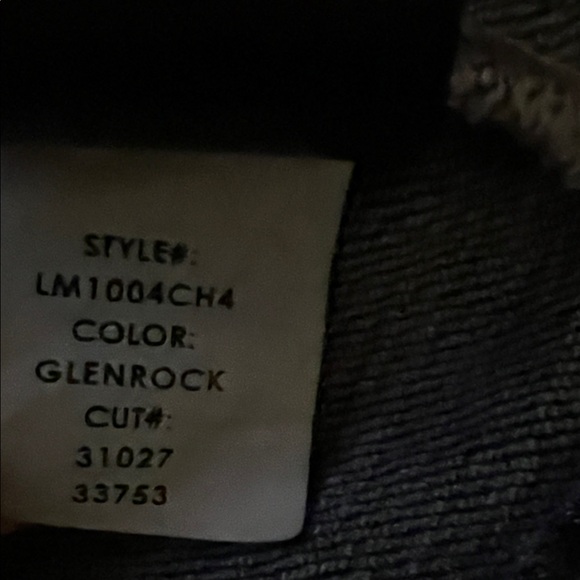 STYLE#:
LM1004CH4
COLOR:
GLENROCK
CUT#:
31027
33753